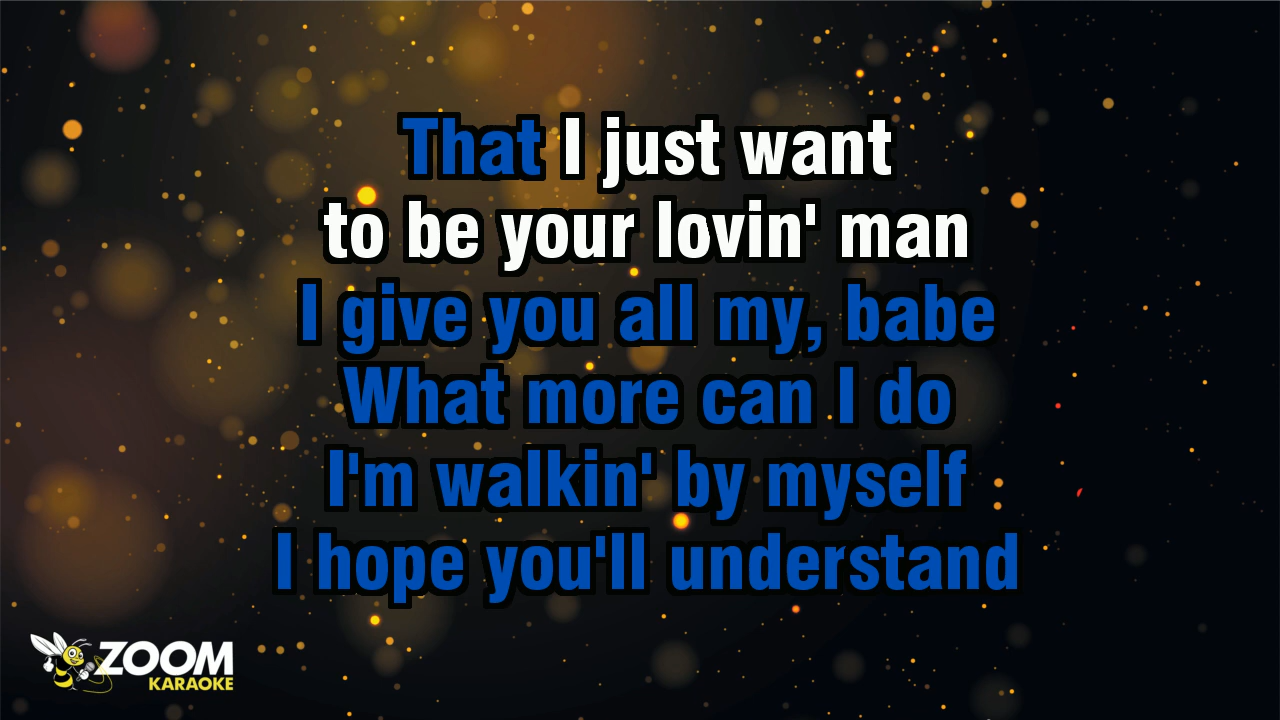 That I just want
to be your lovin' man
I give you all my, babe
What more can I do
I'm walkin' by myself
I hope you'll understand
ZOOM
KARAOKE